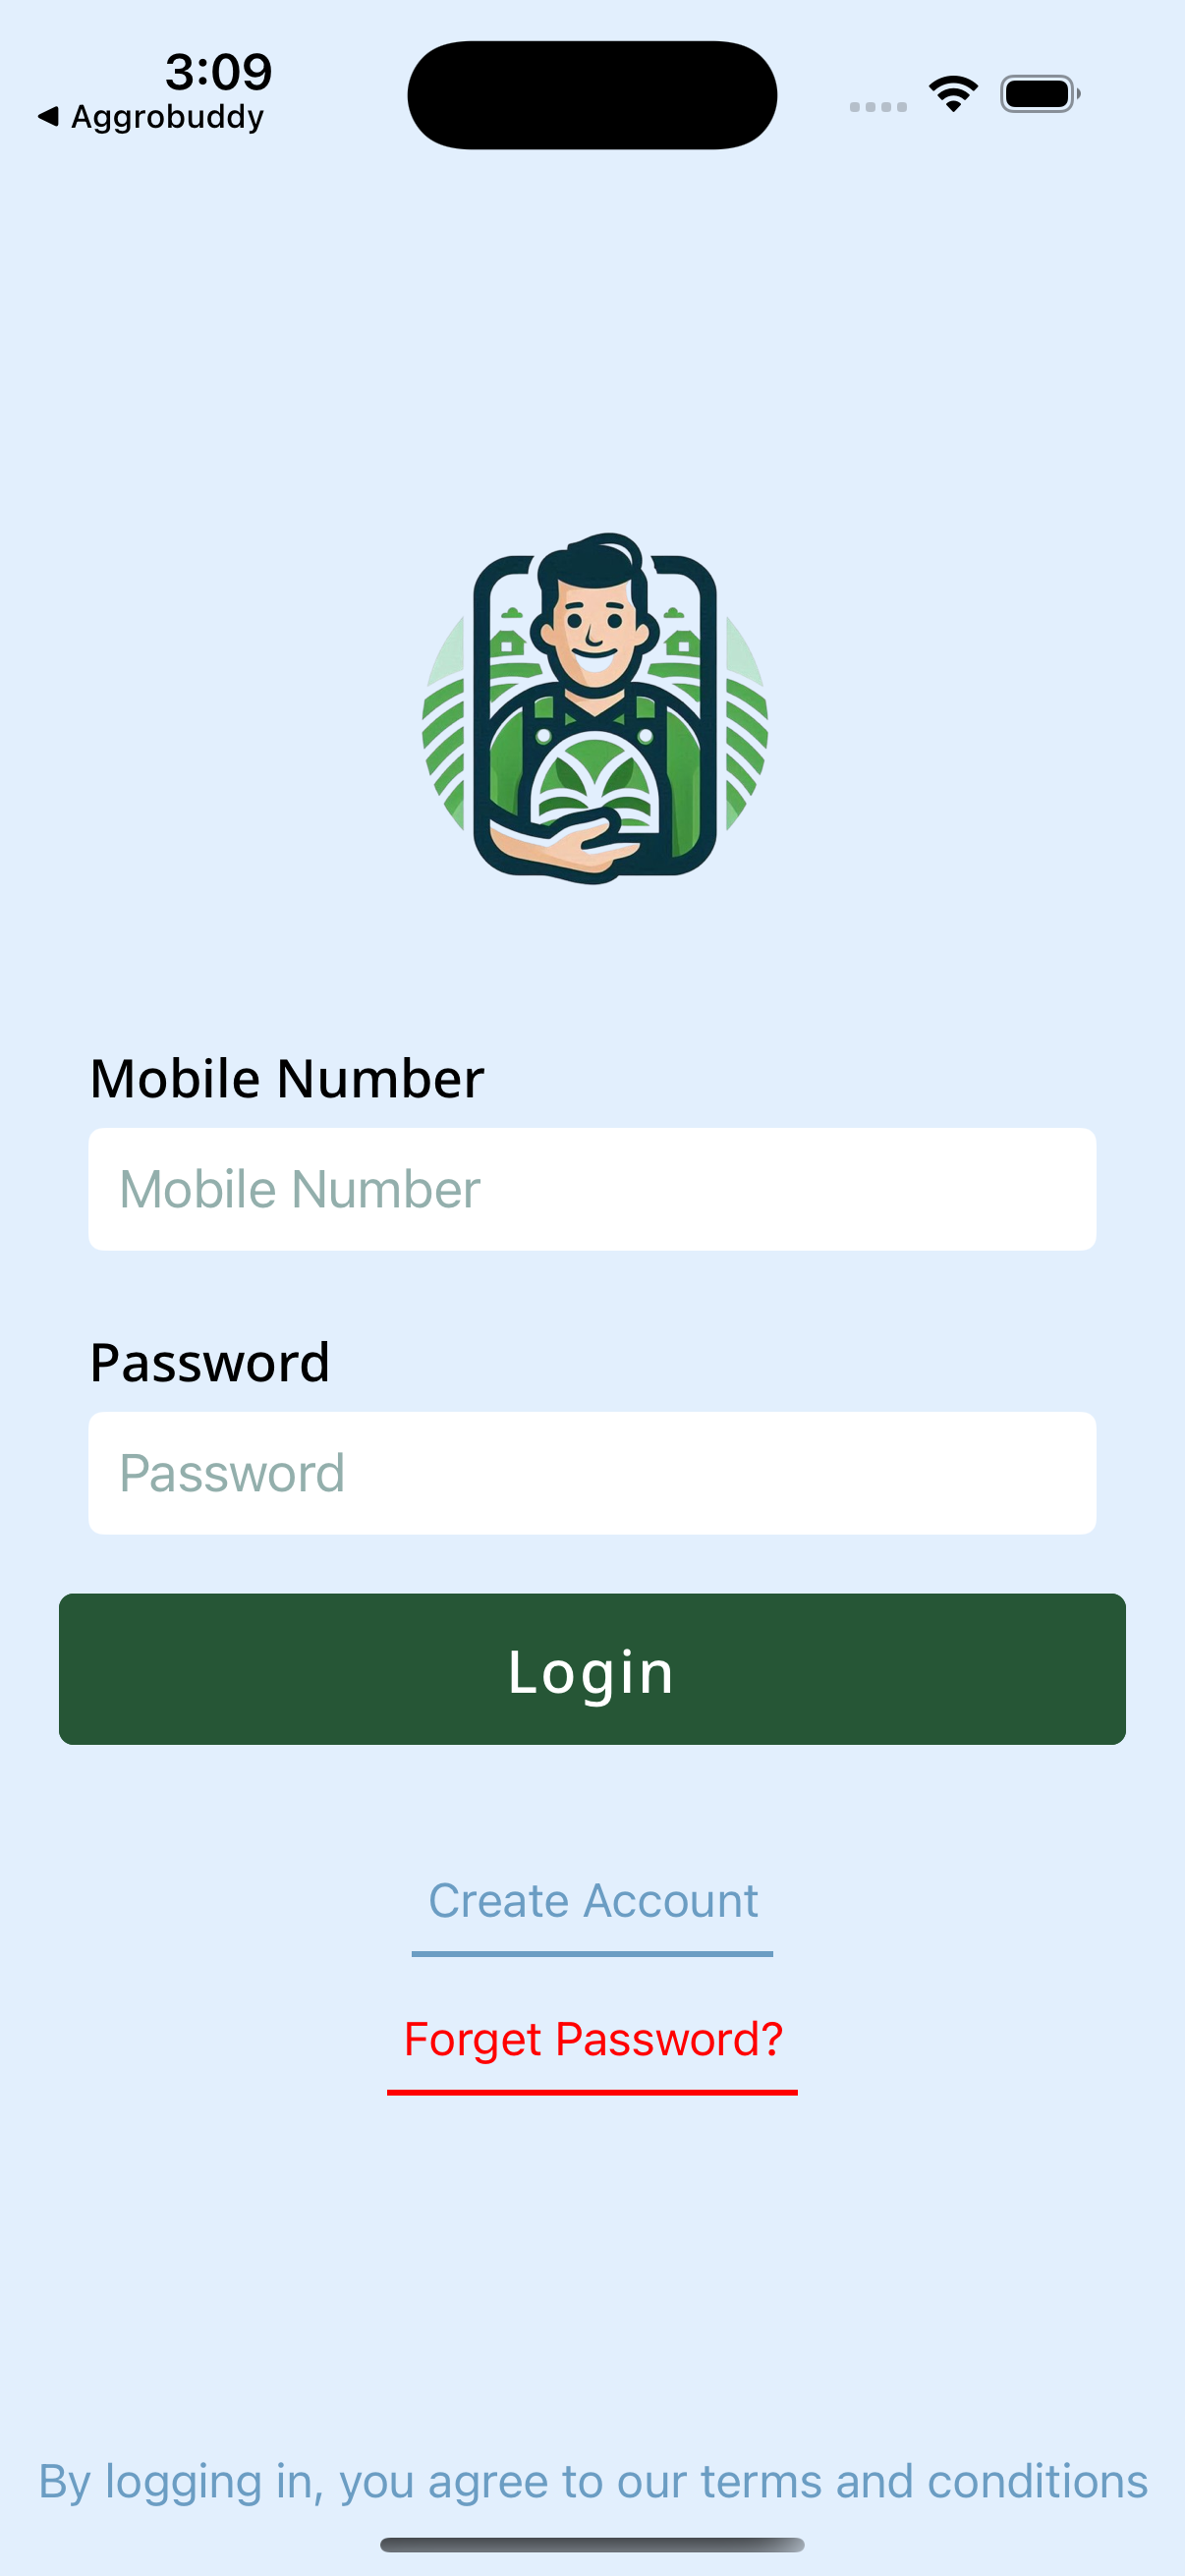 3:09
◀ Aggrobuddy
Mobile Number
Mobile Number
Password
Password
Login
Create Account
Forget Password?
By logging in, you agree to our terms and conditions